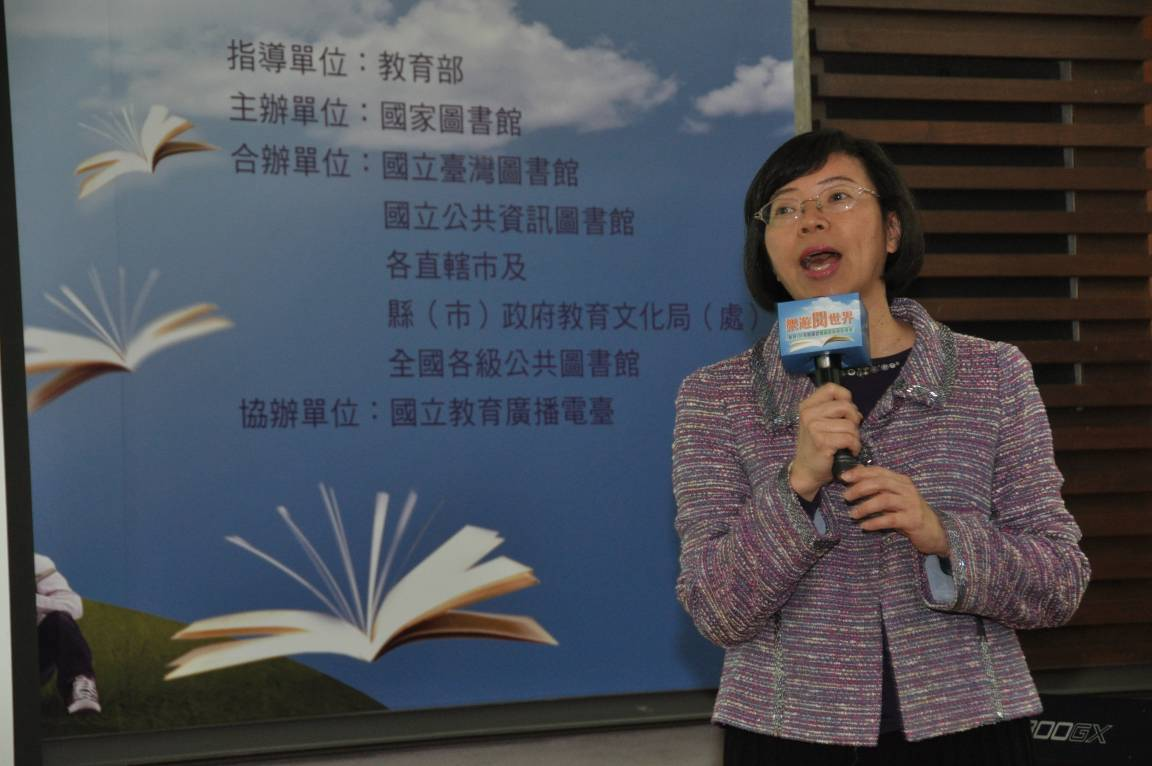 指導單位：教育部
主辦單位：國家圖書館
合辦單位：國立臺灣圖書館
國立公共資訊圖書館
各直轄市及
縣（市）政府教育文化局（處）
全國各級公共圖書館
協辦單位：國立教育廣播電臺
樂遊閱世界
00GX